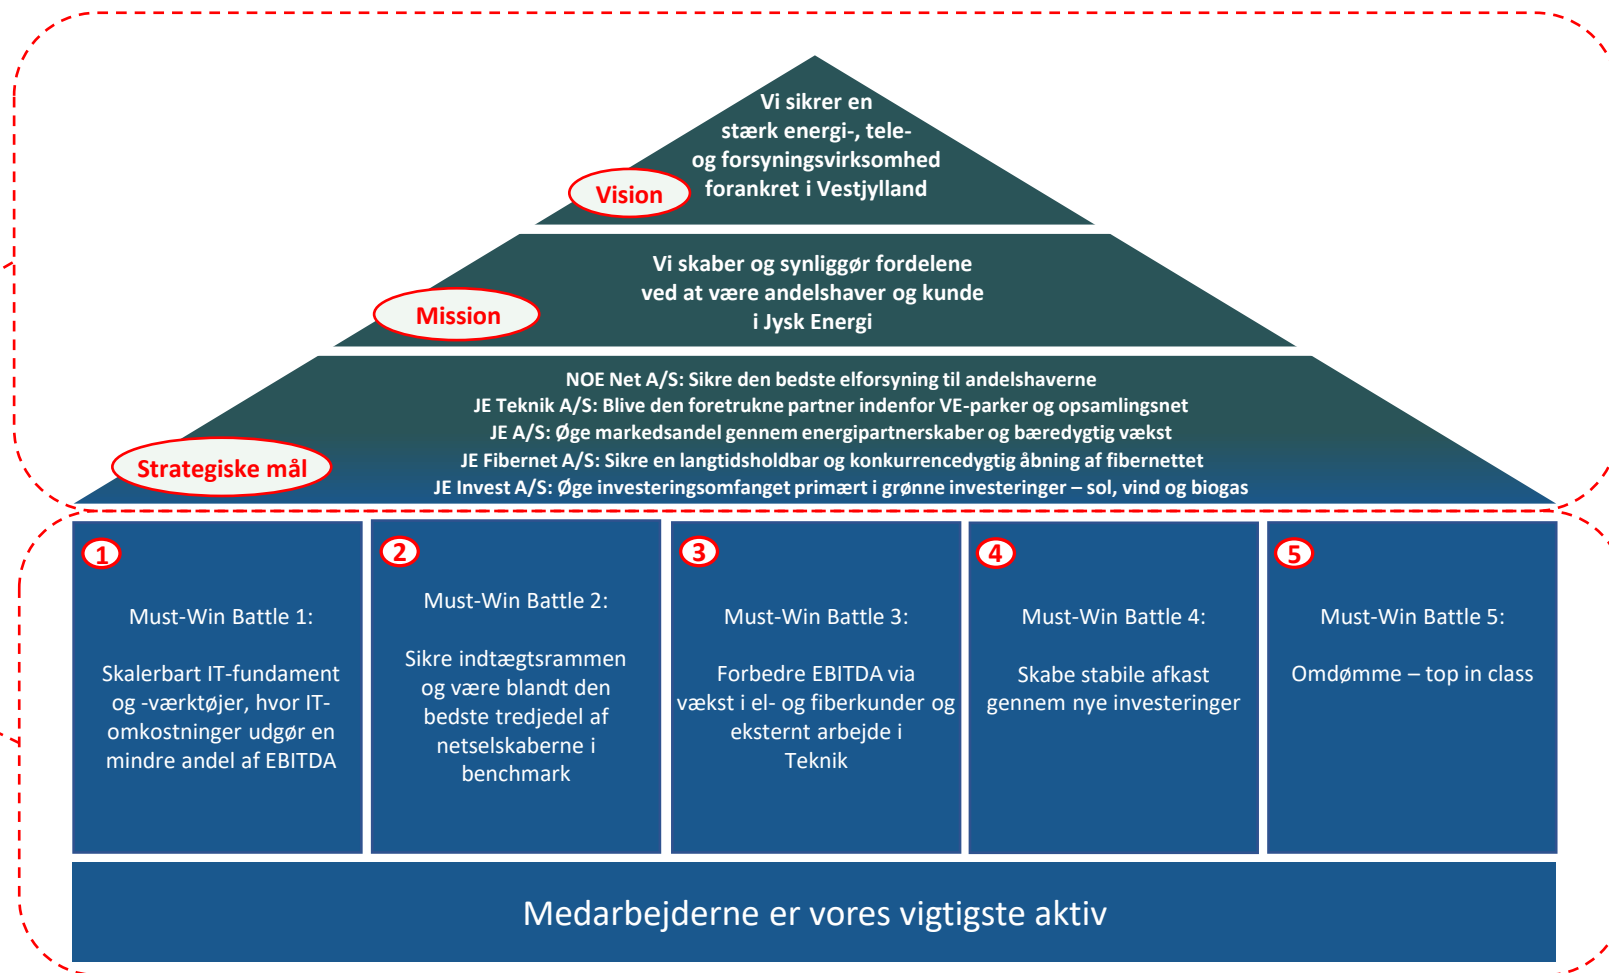 Vi sikrer en
stærk energi-, tele-
og forsyningsvirksomhed
forankret i Vestjylland
Vision
Vi skaber og synliggør fordelene
ved at være andelshaver og kunde
i Jysk Energi
Mission
NOE Net A/S: Sikre den bedste elforsyning til andelshaverne
JE Teknik A/S: Blive den foretrukne partner indenfor VE-parker og opsamlingsnet
JE A/S: Øge markedsandel gennem energipartnerskaber og bæredygtig vækst
JE Fibernet A/S: Sikre en langtidsholdbar og konkurrencedygtig åbning af fibernettet
JE Invest A/S: Øge investeringsomfanget primært i grønne investeringer – sol, vind og biogas
Strategiske mål
1
Must-Win Battle 1:
Skalerbart IT-fundament
og -værktøjer, hvor IT-
omkostninger udgør en
mindre andel af EBITDA
2
Must-Win Battle 2:
Sikre indtægtsrammen
og være blandt den
bedste tredjedel af
netselskaberne i
benchmark
3
Must-Win Battle 3:
Forbedre EBITDA via
vækst i el- og fiberkunder og
eksternt arbejde i
Teknik
4
Must-Win Battle 4:
Skabe stabile afkast
gennem nye investeringer
5
Must-Win Battle 5:
Omdømme – top in class
Medarbejderne er vores vigtigste aktiv